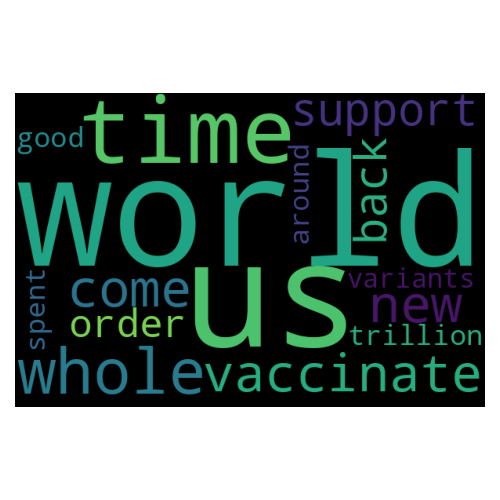 good time support
world around back
us variants
spent come new
order trillion
whole vaccinate